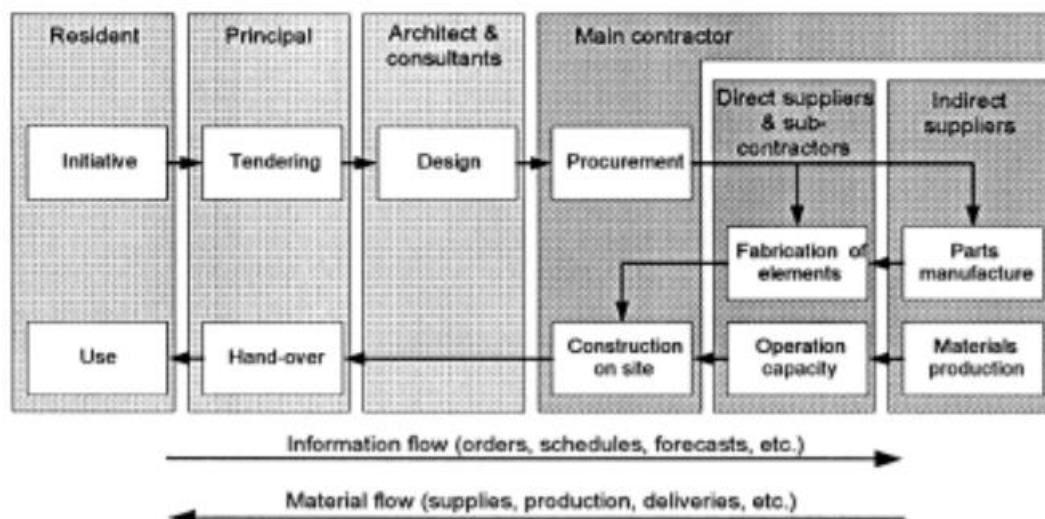 Resident
Principal
Architect &
consultants
Main contractor
Direct suppliers
& sub-
contractors
Indirect
suppliers
Initiative
Tendering
Design
Procurement
Fabrication of
elements
Parts
manufacture
Use
Hand-over
Construction
on site
Operation
capacity
Materials
production
Information flow (orders, schedules, forecasts, etc.)
Material flow (supplies, production, deliveries, etc.)